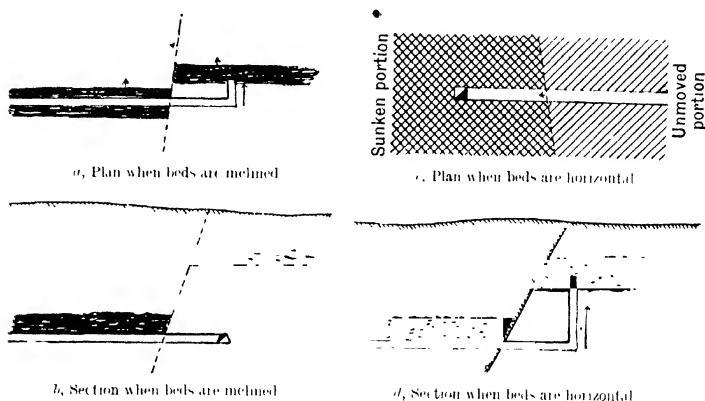 Sunken portion
Unmoved
portion
a, Plan when beds are inclined
c, Plan when beds are horizontal
b, Section when beds are inclined
d, Section when beds are horizontal